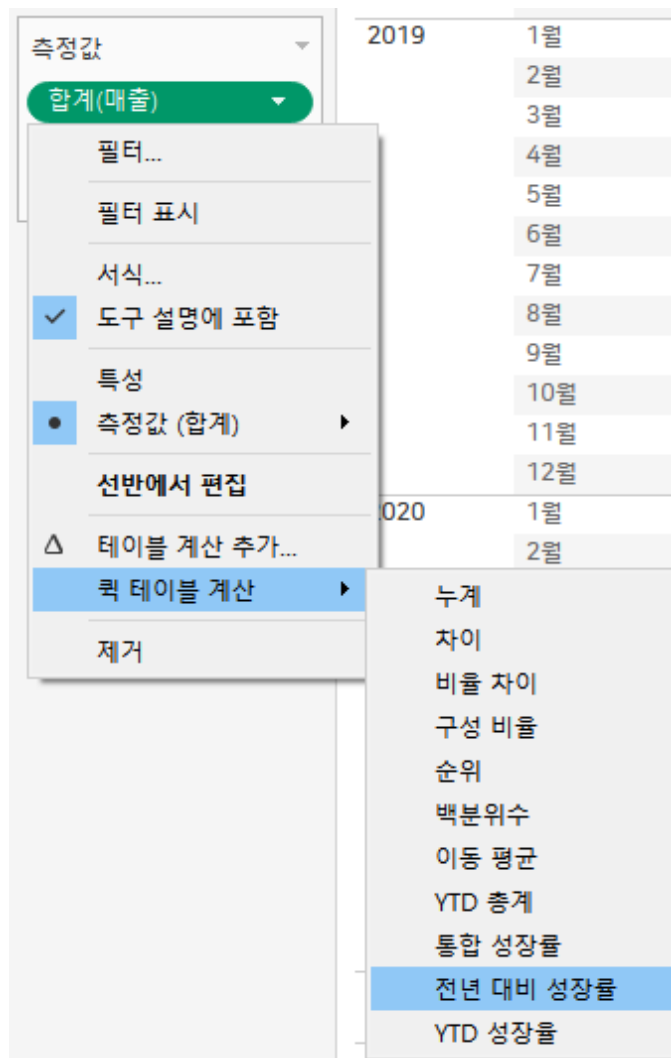 측정값
합계(매출)
필터...
필터 표시
서식...
도구 설명에 포함
특성
측정값 (합계)
선반에서 편집
테이블 계산 추가...
퀵 테이블 계산
제거
누계
차이
비율 차이
구성 비율
순위
백분위수
이동 평균
YTD 총계
통합 성장률
전년 대비 성장률
YTD 성장율
2019 1월
2월
3월
4월
5월
6월
7월
8월
9월
10월
11월
12월
2020 1월
2월